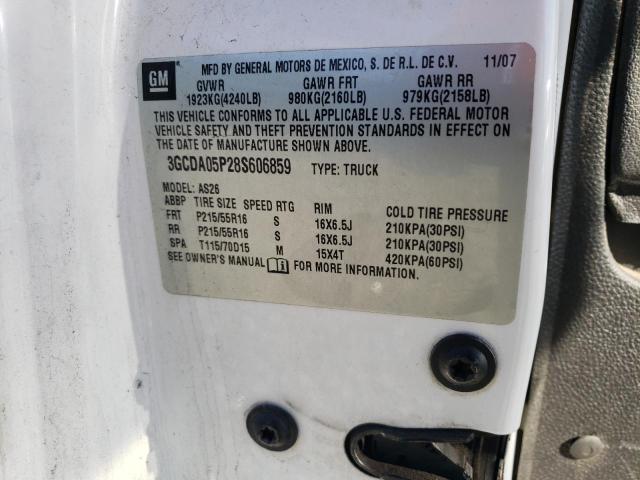 GM
MFD BY GENERAL MOTORS DE MEXICO, S. DE R.L. DE C.V. 11/07
GVWR GAWR FRT GAWR RR
1923KG(4240LB) 980KG(2160LB) 979KG(2158LB)
THIS VEHICLE CONFORMS TO ALL APPLICABLE U.S. FEDERAL MOTOR
VEHICLE SAFETY AND THEFT PREVENTION STANDARDS IN EFFECT ON
THE DATE OF MANUFACTURE SHOWN ABOVE.
3GCDA05P28S606859 TYPE: TRUCK
MODEL: AS26
ABBP TIRE SIZE SPEED RTG RIM COLD TIRE PRESSURE
FRT P215/55R16 S 16X6.5J 210KPA(30PSI)
RR P215/55R16 S 16X6.5J 210KPA(30PSI)
SPA T115/70D15 M 15X4T 420KPA(60PSI)
SEE OWNER'S MANUAL i FOR MORE INFORMATION.